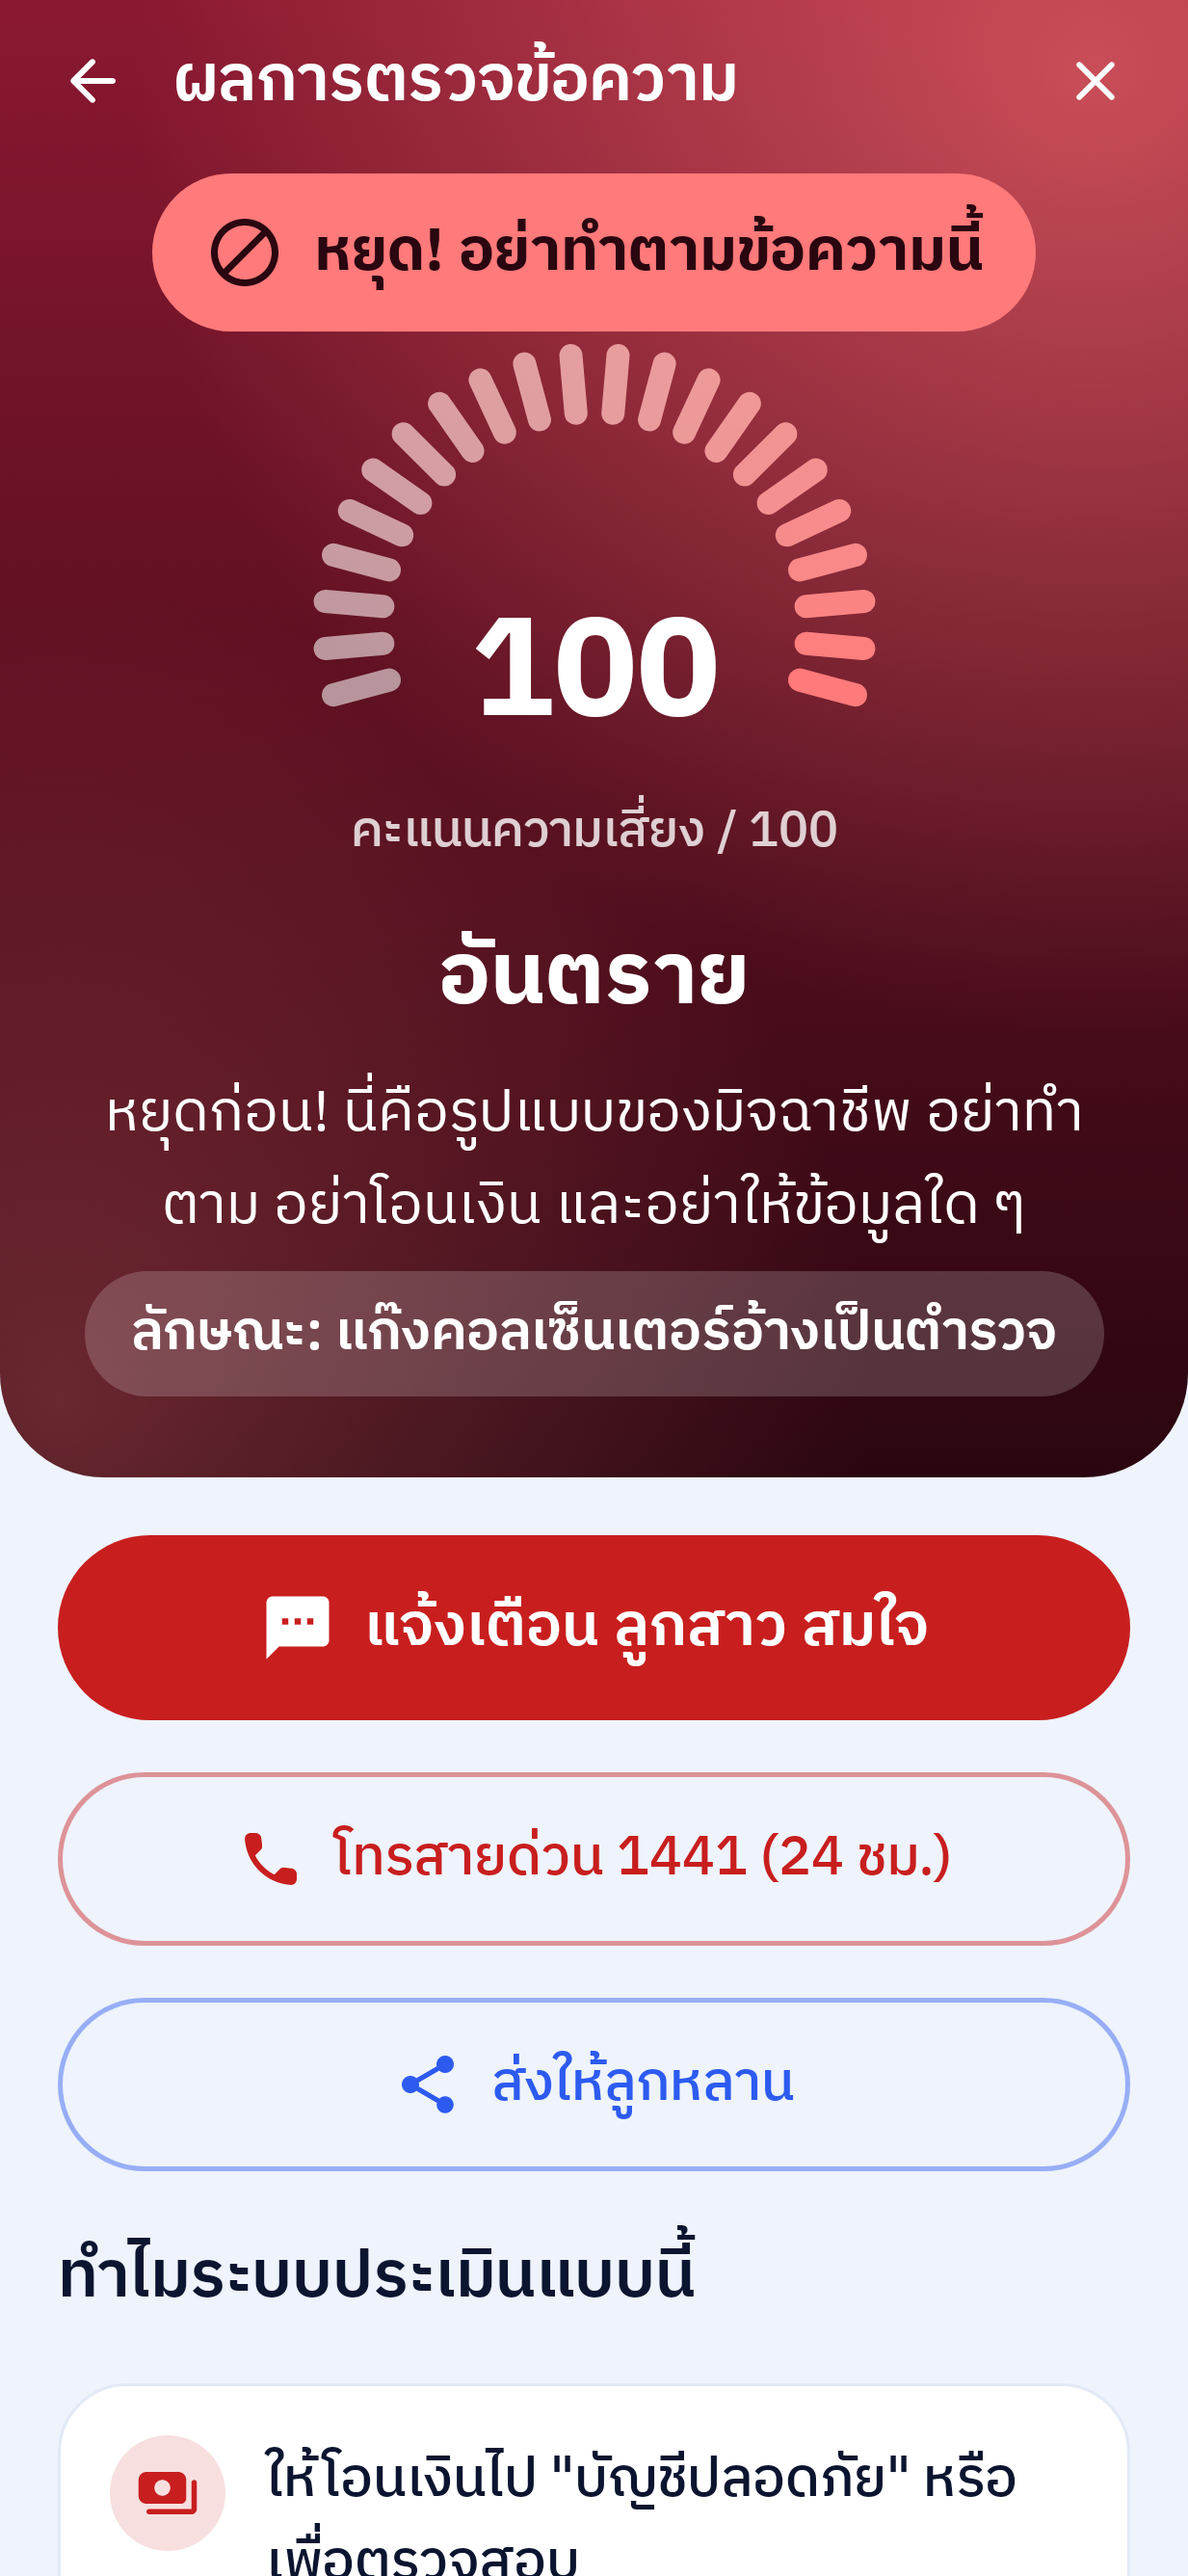 ผลการตรวจข้อความ
หยุด! อย่าทำตามข้อความนี้
100
คะแนนความเสี่ยง / 100
อันตราย
หยุดก่อน! นี่คือรูปแบบของมิจฉาชีพ อย่าทำ
ตาม อย่าโอนเงิน และอย่าให้ข้อมูลใด ๆ
ลักษณะ: แก๊งคอลเซ็นเตอร์อ้างเป็นตำรวจ
แจ้งเตือน ลูกสาว สมใจ
โทรสายด่วน 1441 (24 ชม.)
ส่งให้ลูกหลาน
ทำไมระบบประเมินแบบนี้
ให้โอนเงินไป "บัญชีปลอดภัย" หรือ
เพื่อตรวจสอบ